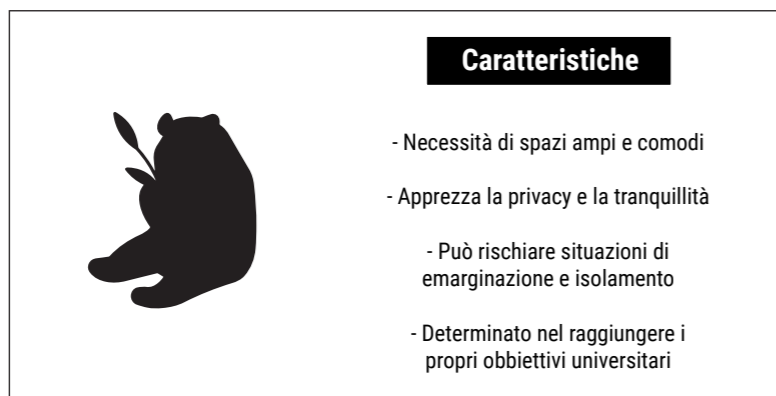 Caratteristiche
- Necessità di spazi ampi e comodi
- Apprezza la privacy e la tranquillità
- Può rischiare situazioni di
emarginazione e isolamento
- Determinato nel raggiungere i
propri obbiettivi universitari